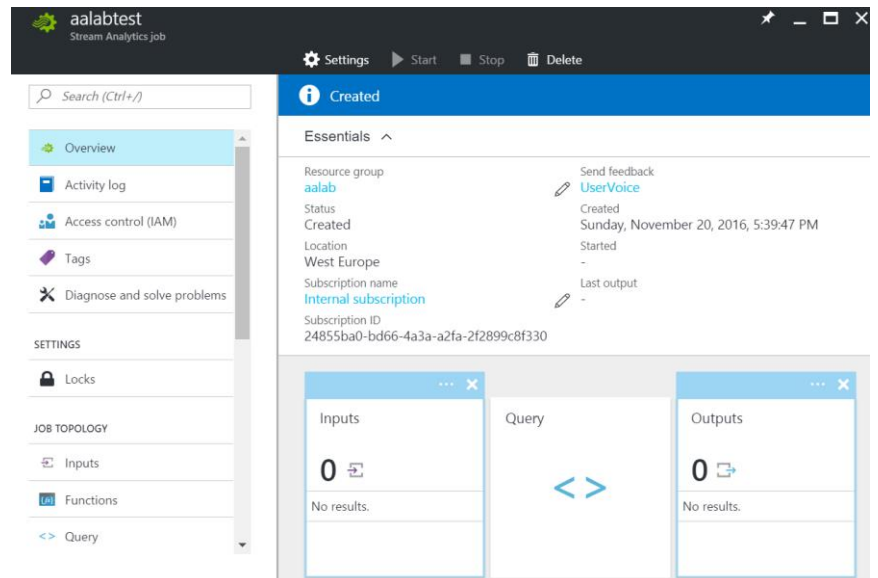 aalabtest
Stream Analytics job
Settings
Start
Stop
Delete
Search (Ctrl+/)
Overview
Activity log
Access control (IAM)
Tags
Diagnose and solve problems
SETTINGS
Locks
JOB TOPOLOGY
Inputs
Functions
Query
Created
Essentials
Resource group
aalab
Status
Created
Location
West Europe
Subscription name
Internal subscription
Subscription ID
24855ba0-bd66-4a3a-a2fa-2f2899c8f330
Send feedback
UserVoice
Created
Sunday, November 20, 2016, 5:39:47 PM
Started
-
Last output
-
Inputs
0
No results.
Query
< >
Outputs
0
No results.